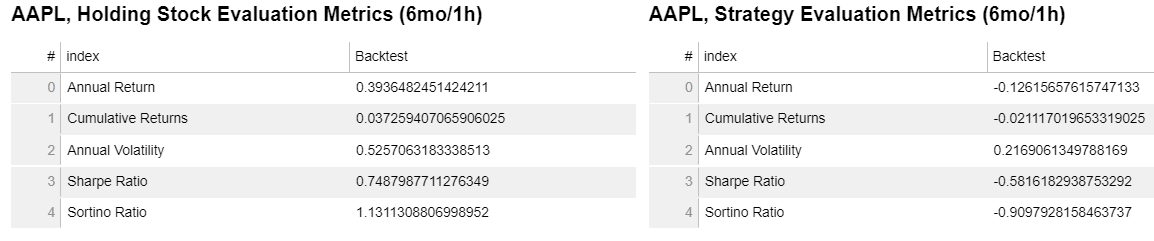 AAPL, Holding Stock Evaluation Metrics (6mo/1h)
# index Backtest
0 Annual Return 0.3936482451424211
1 Cumulative Returns 0.037259407065906025
2 Annual Volatility 0.5257063183338513
3 Sharpe Ratio 0.7487987711276349
4 Sortino Ratio 1.1311308806998952
AAPL, Strategy Evaluation Metrics (6mo/1h)
# index Backtest
0 Annual Return -0.12615657615747133
1 Cumulative Returns -0.021117019653319025
2 Annual Volatility 0.2169061349788169
3 Sharpe Ratio -0.5816182938753292
4 Sortino Ratio -0.9097928158463737